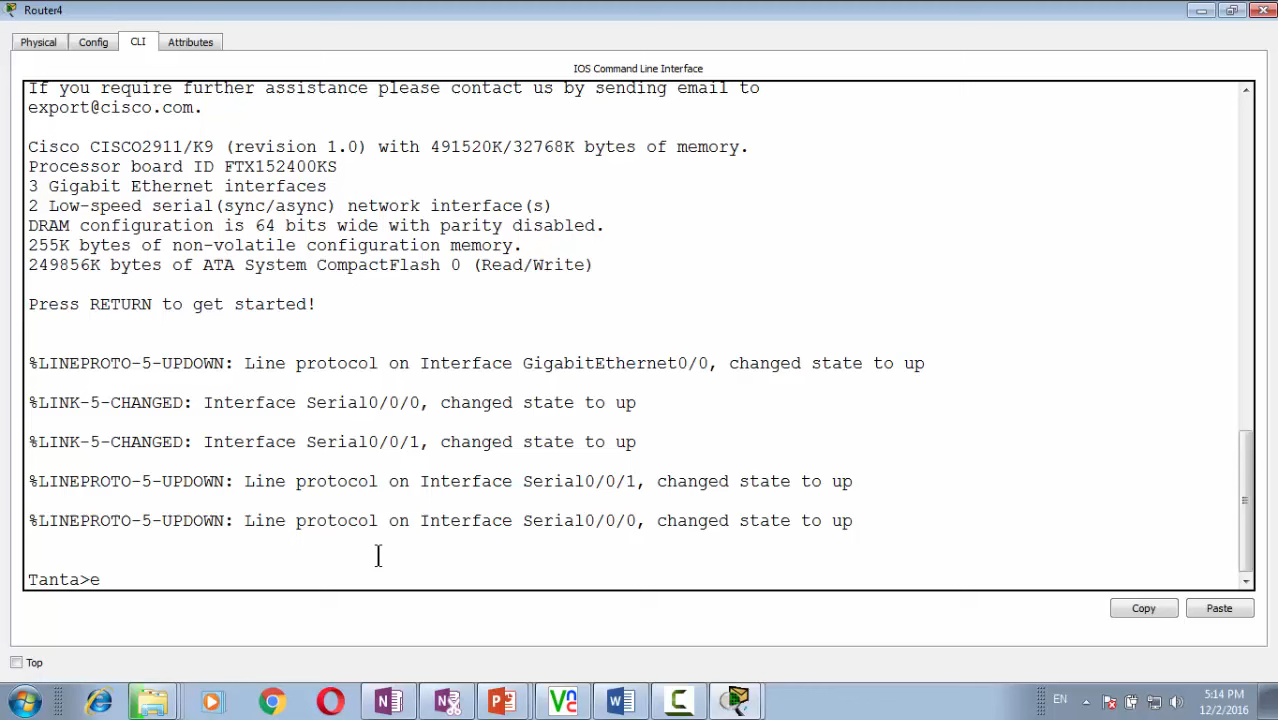 Router4
Physical
Config
CLI
Attributes
IOS Command Line Interface
If you require further assistance please contact us by sending email to
export@cisco.com.
Cisco CISCO2911/K9 (revision 1.0) with 491520K/32768K bytes of memory.
Processor board ID FTX152400KS
3 Gigabit Ethernet interfaces
2 Low-speed serial(sync/async) network interface(s)
DRAM configuration is 64 bits wide with parity disabled.
255K bytes of non-volatile configuration memory.
249856K bytes of ATA System CompactFlash 0 (Read/Write)
Press RETURN to get started!
%LINEPROTO-5-UPDOWN: Line protocol on Interface GigabitEthernet0/0, changed state to up
%LINK-5-CHANGED: Interface Serial0/0/0, changed state to up
%LINK-5-CHANGED: Interface Serial0/0/1, changed state to up
%LINEPROTO-5-UPDOWN: Line protocol on Interface Serial0/0/1, changed state to up
%LINEPROTO-5-UPDOWN: Line protocol on Interface Serial0/0/0, changed state to up
Tanta>e
Copy
Paste
Top
EN
5:14 PM
12/2/2016